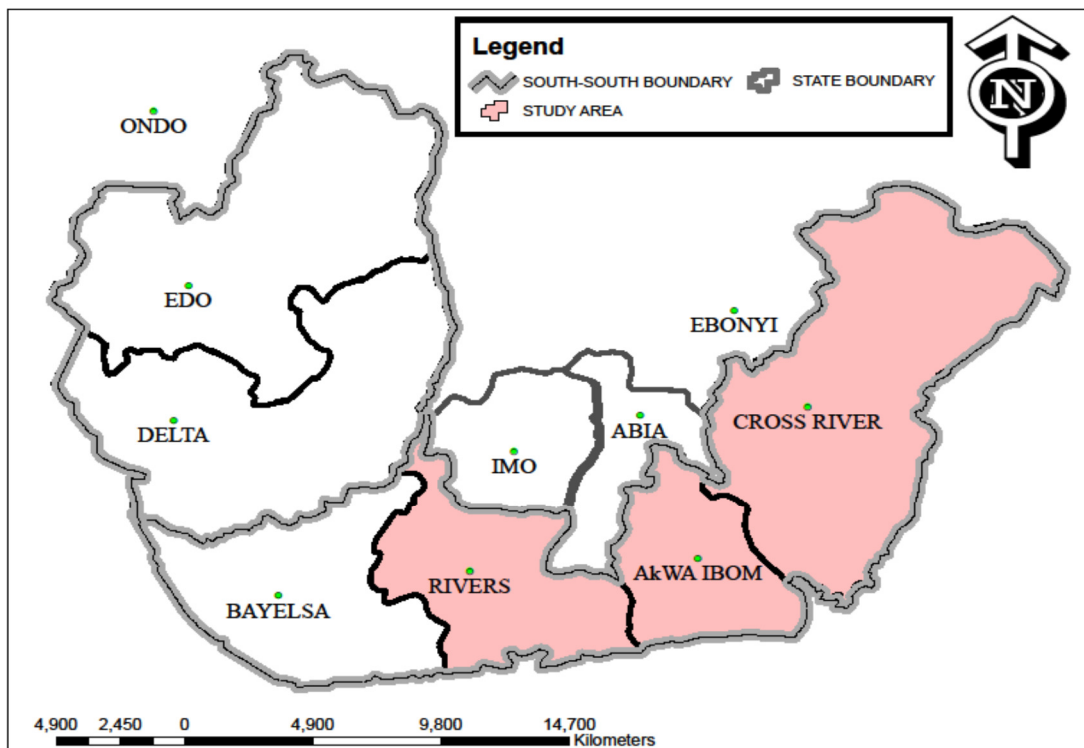 Legend
SOUTH-SOUTH BOUNDARY STATE BOUNDARY
STUDY AREA
N
ONDO
EDO
EBONYI
DELTA
ABIA
CROSS RIVER
IMO
RIVERS
AkWA IBOM
BAYELSA
4,900 2,450 0 4,900 9,800 14,700
Kilometers